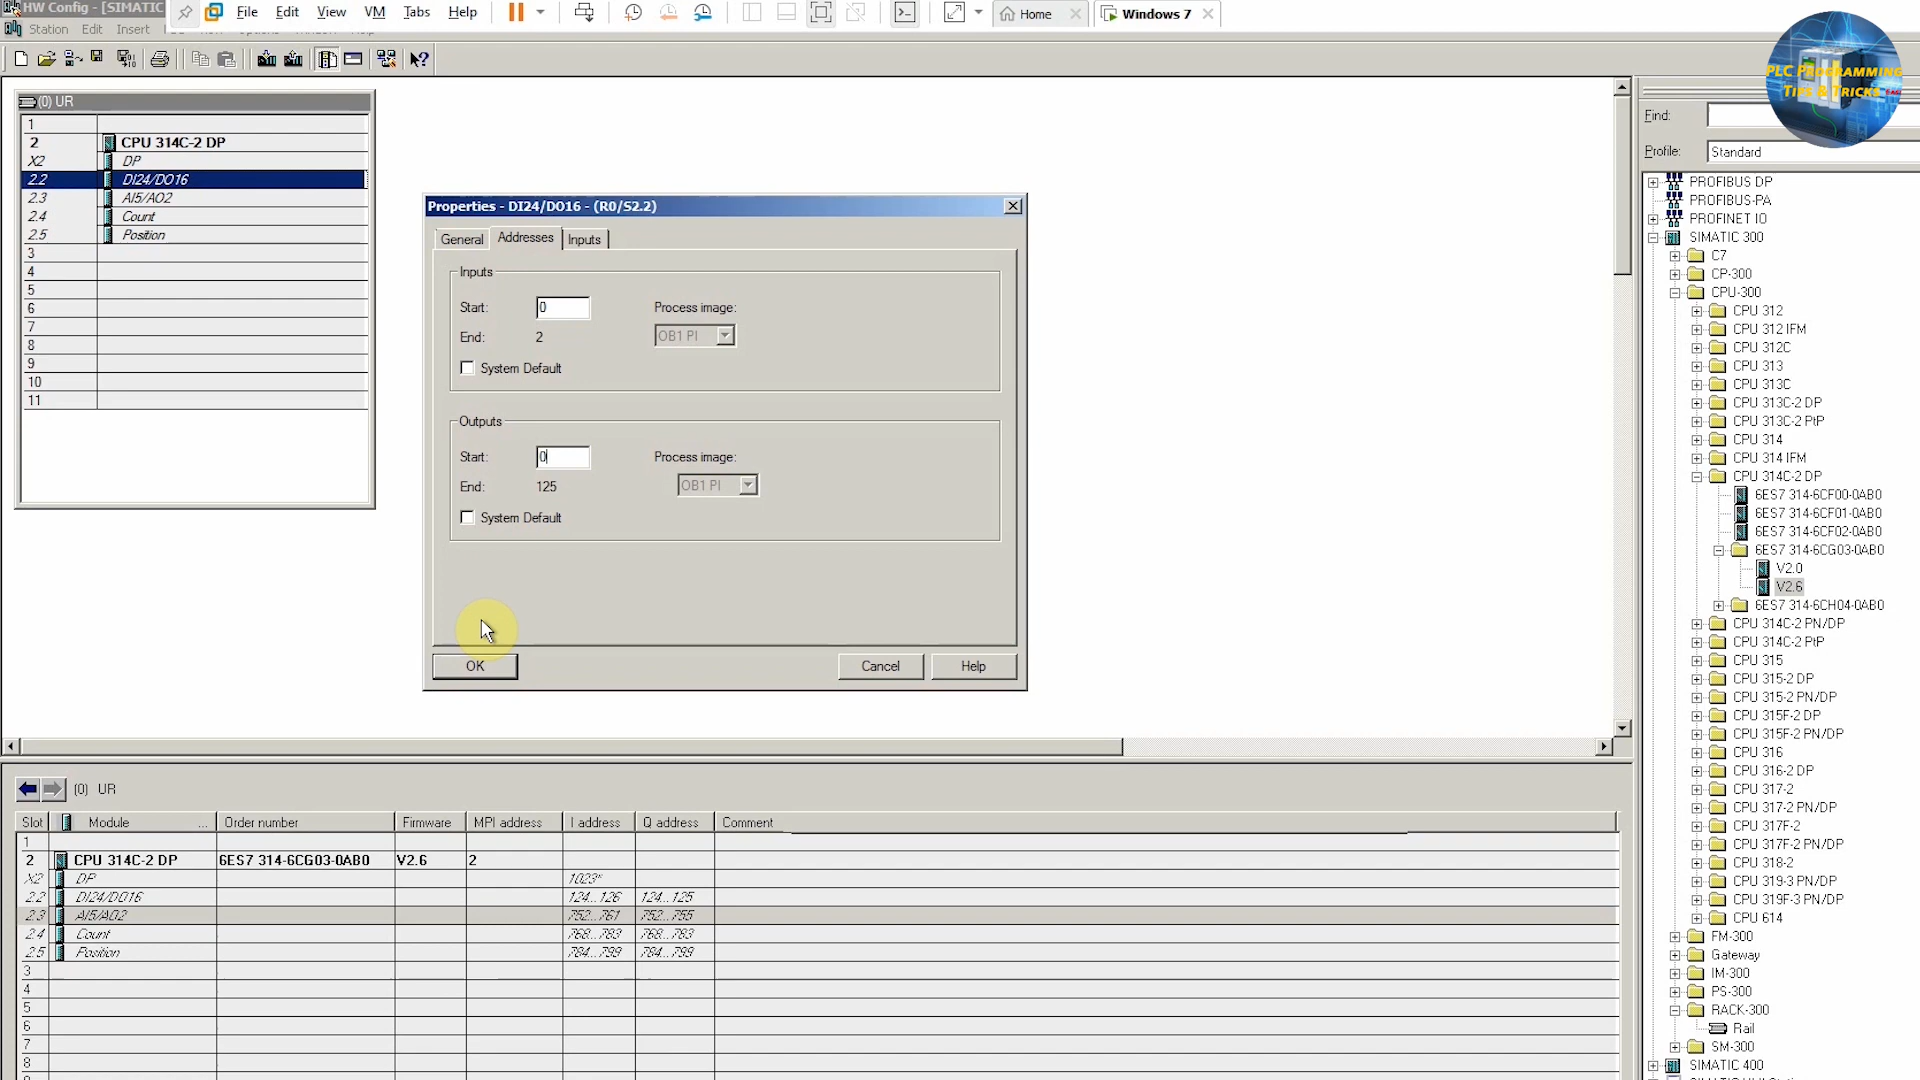 HW Config - [SIMATIC
File Edit View VM Tabs Help
Home
Windows 7
Station Edit Insert
PLC PROGRAMMING
TIPS & TRICKS
(0) UR
1
2 CPU 314C-2 DP
X2 DP
2.2 DI24/DO16
2.3 AI5/AO2
2.4 Count
2.5 Position
3
4
5
6
7
8
9
10
11
Properties - DI24/DO16 - (R0/S2.2)
General Addresses Inputs
Inputs
Start: 0 Process image:
End: 2 OB1 PI
System Default
Outputs
Start: 0 Process image:
End: 125 OB1 PI
System Default
OK Cancel Help
Find:
Profile: Standard
PROFIBUS DP
PROFIBUS-PA
PROFINET IO
SIMATIC 300
C7
CP-300
CPU-300
CPU 312
CPU 312 IFM
CPU 312C
CPU 313
CPU 313C
CPU 313C-2 DP
CPU 313C-2 PtP
CPU 314
CPU 314 IFM
CPU 314C-2 DP
6ES7 314-6CF00-0AB0
6ES7 314-6CF01-0AB0
6ES7 314-6CF02-0AB0
6ES7 314-6CG03-0AB0
V2.0
V2.6
6ES7 314-6CH04-0AB0
CPU 314C-2 PN/DP
CPU 314C-2 PtP
CPU 315
CPU 315-2 DP
CPU 315-2 PN/DP
CPU 315F-2 DP
CPU 315F-2 PN/DP
CPU 316
CPU 316-2 DP
CPU 317-2
CPU 317-2 PN/DP
CPU 317F-2
CPU 317F-2 PN/DP
CPU 318-2
CPU 319-3 PN/DP
CPU 319F-3 PN/DP
CPU 614
FM-300
Gateway
IM-300
PS-300
RACK-300
Rail
SM-300
SIMATIC 400
(0) UR
Slot Module ... Order number Firmware MPI address I address Q address Comment
1
2 CPU 314C-2 DP 6ES7 314-6CG03-0AB0 V2.6 2
X2 DP 1023*
2.2 DI24/DO16 124...126 124...125
2.3 AI5/AO2 752...761 752...755
2.4 Count 768...783 768...783
2.5 Position 784...799 784...799
3
4
5
6
7
8